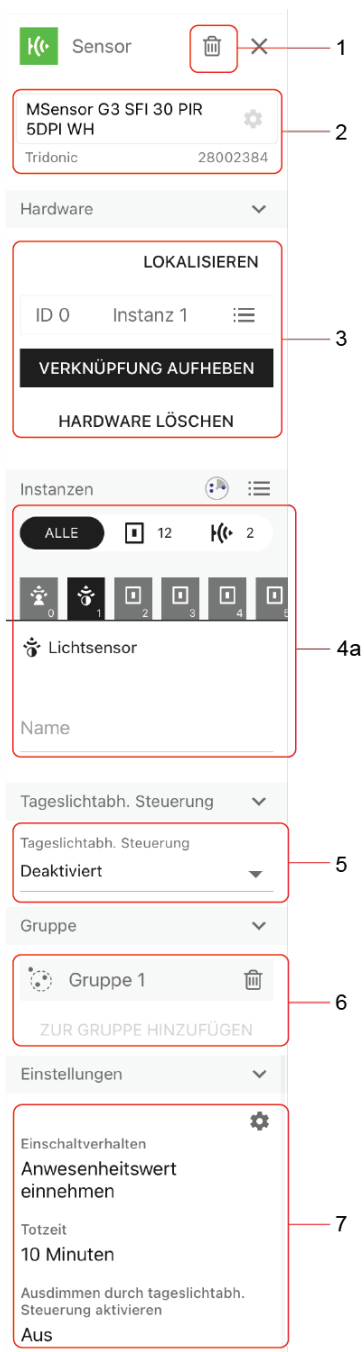 Sensor
1
MSensor G3 SFI 30 PIR
5DPI WH
2
Tridonic 28002384
Hardware
LOKALISIEREN
ID 0 Instanz 1
3
VERKNÜPFUNG AUFHEBEN
HARDWARE LÖSCHEN
Instanzen
ALLE 12 2
0 1 2 3 4 5
Lichtsensor
4a
Name
Tageslichtabh. Steuerung
Tageslichtabh. Steuerung
Deaktiviert
5
Gruppe
Gruppe 1
6
ZUR GRUPPE HINZUFÜGEN
Einstellungen
Einschaltverhalten
Anwesenheitswert
einnehmen
7
Totzeit
10 Minuten
Ausdimmen durch tageslichtabh.
Steuerung aktivieren
Aus